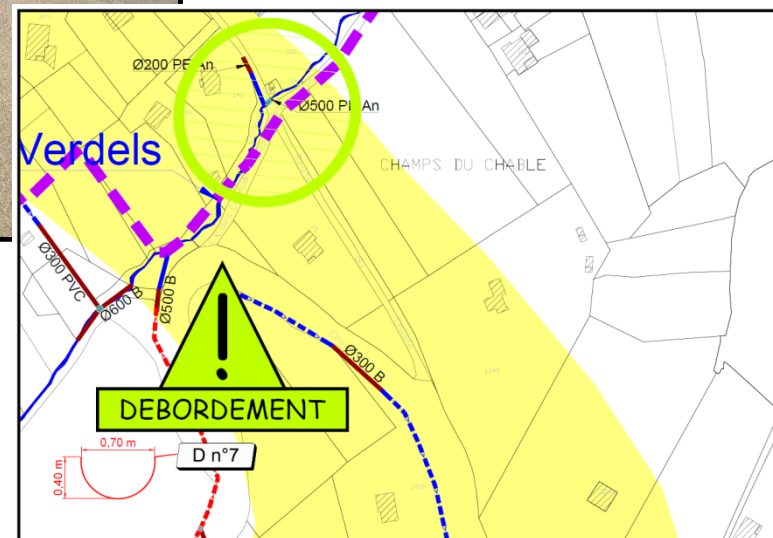 Ø200 PE An
Ø500 PE An
Verdels
CHAMPS DU CHABLE
Ø300 PVC
Ø600 B
Ø500 B
Ø300 B
!
DEBORDEMENT
0,70 m
D n°7
0,40 m